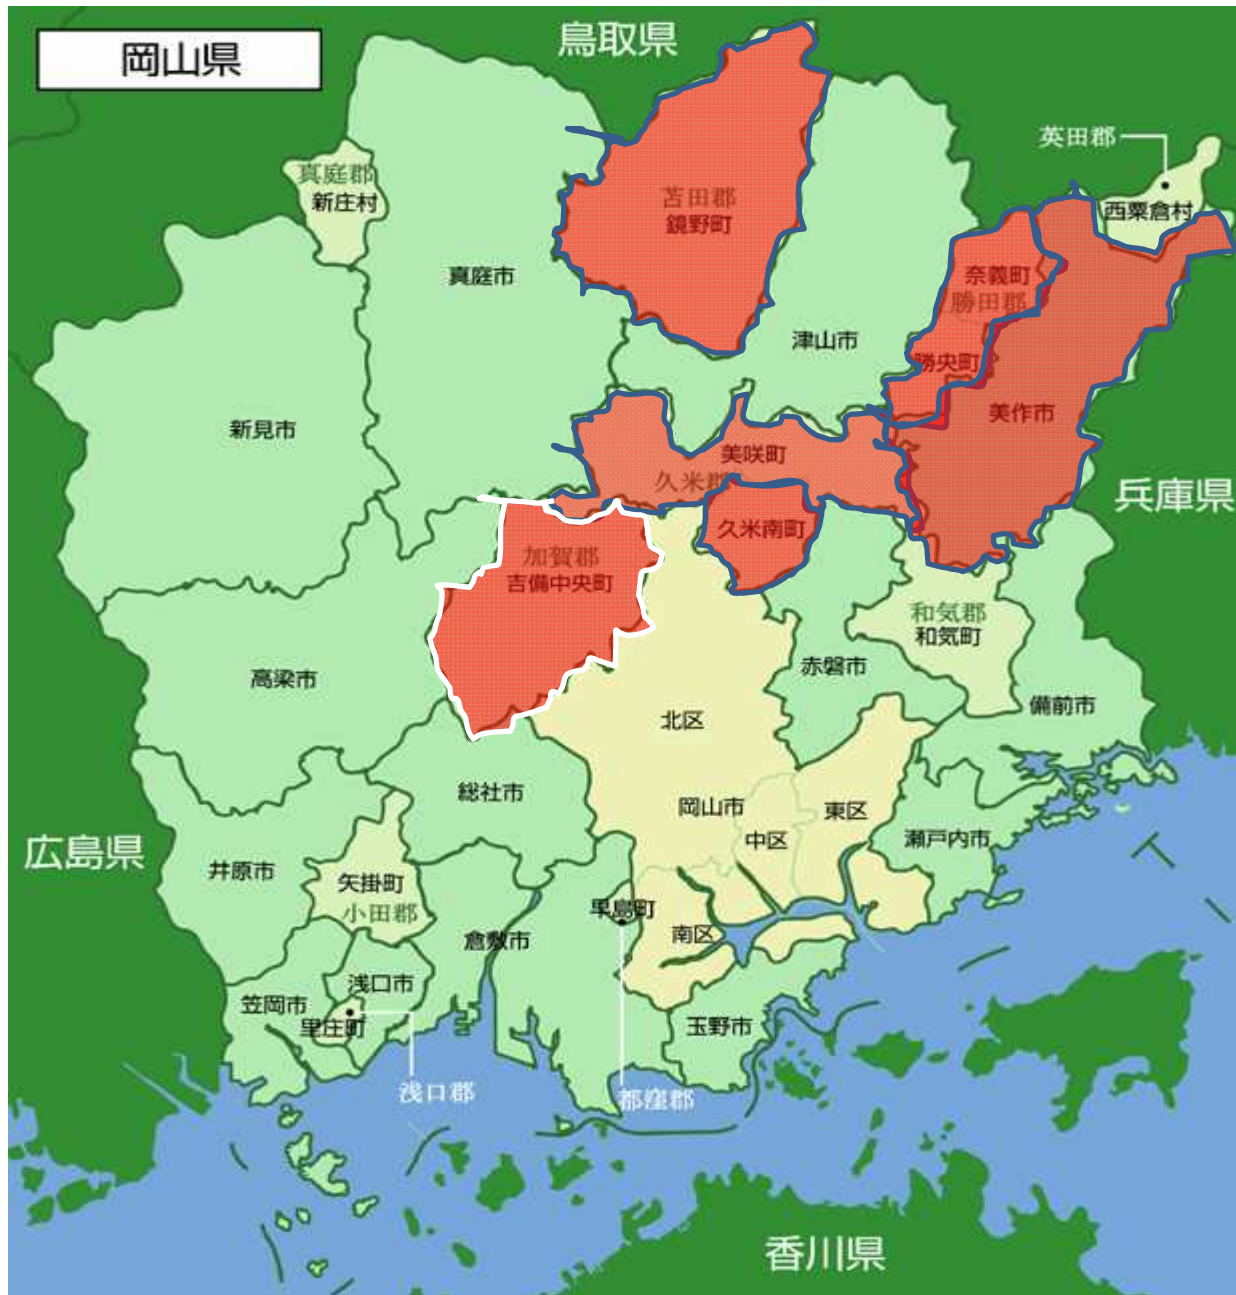 岡山県
鳥取県
英田郡
真庭郡
新庄村
苫田郡
鏡野町
西粟倉村
真庭市
奈義町
勝田郡
津山市
勝央町
美作市
新見市
美咲町
久米郡
兵庫県
久米南町
加賀郡
吉備中央町
和気郡
和気町
赤磐市
高梁市
備前市
北区
総社市
岡山市
東区
中区
瀬戸内市
広島県
井原市
矢掛町
小田郡
早島町
南区
倉敷市
浅口市
笠岡市
里庄町
玉野市
浅口郡
都窪郡
香川県